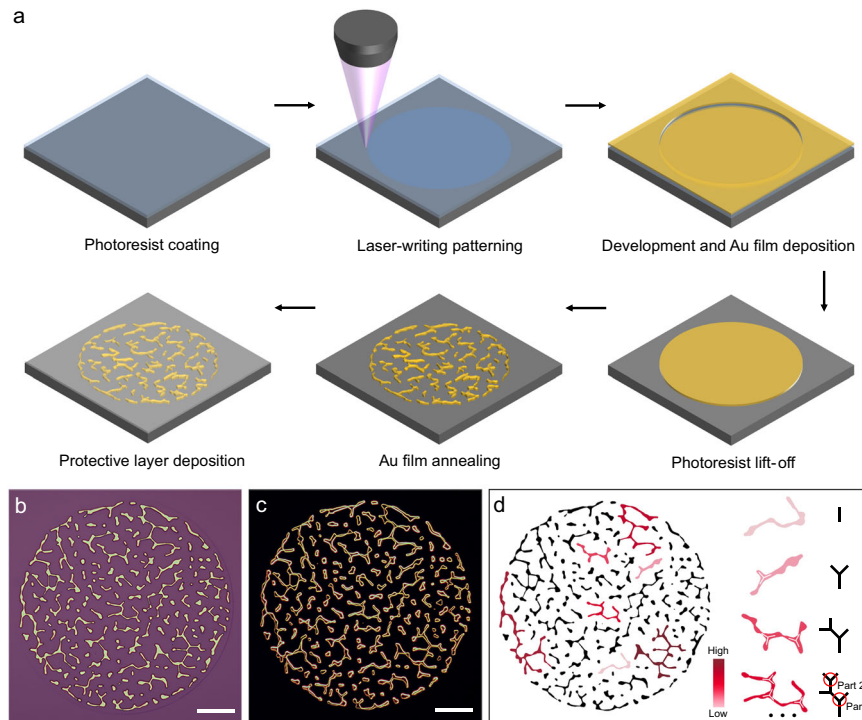 a
Photoresist coating
Laser-writing patterning
Development and Au film deposition
Protective layer deposition
Au film annealing
Photoresist lift-off
b
c
d
High
Low
Part 2
Part